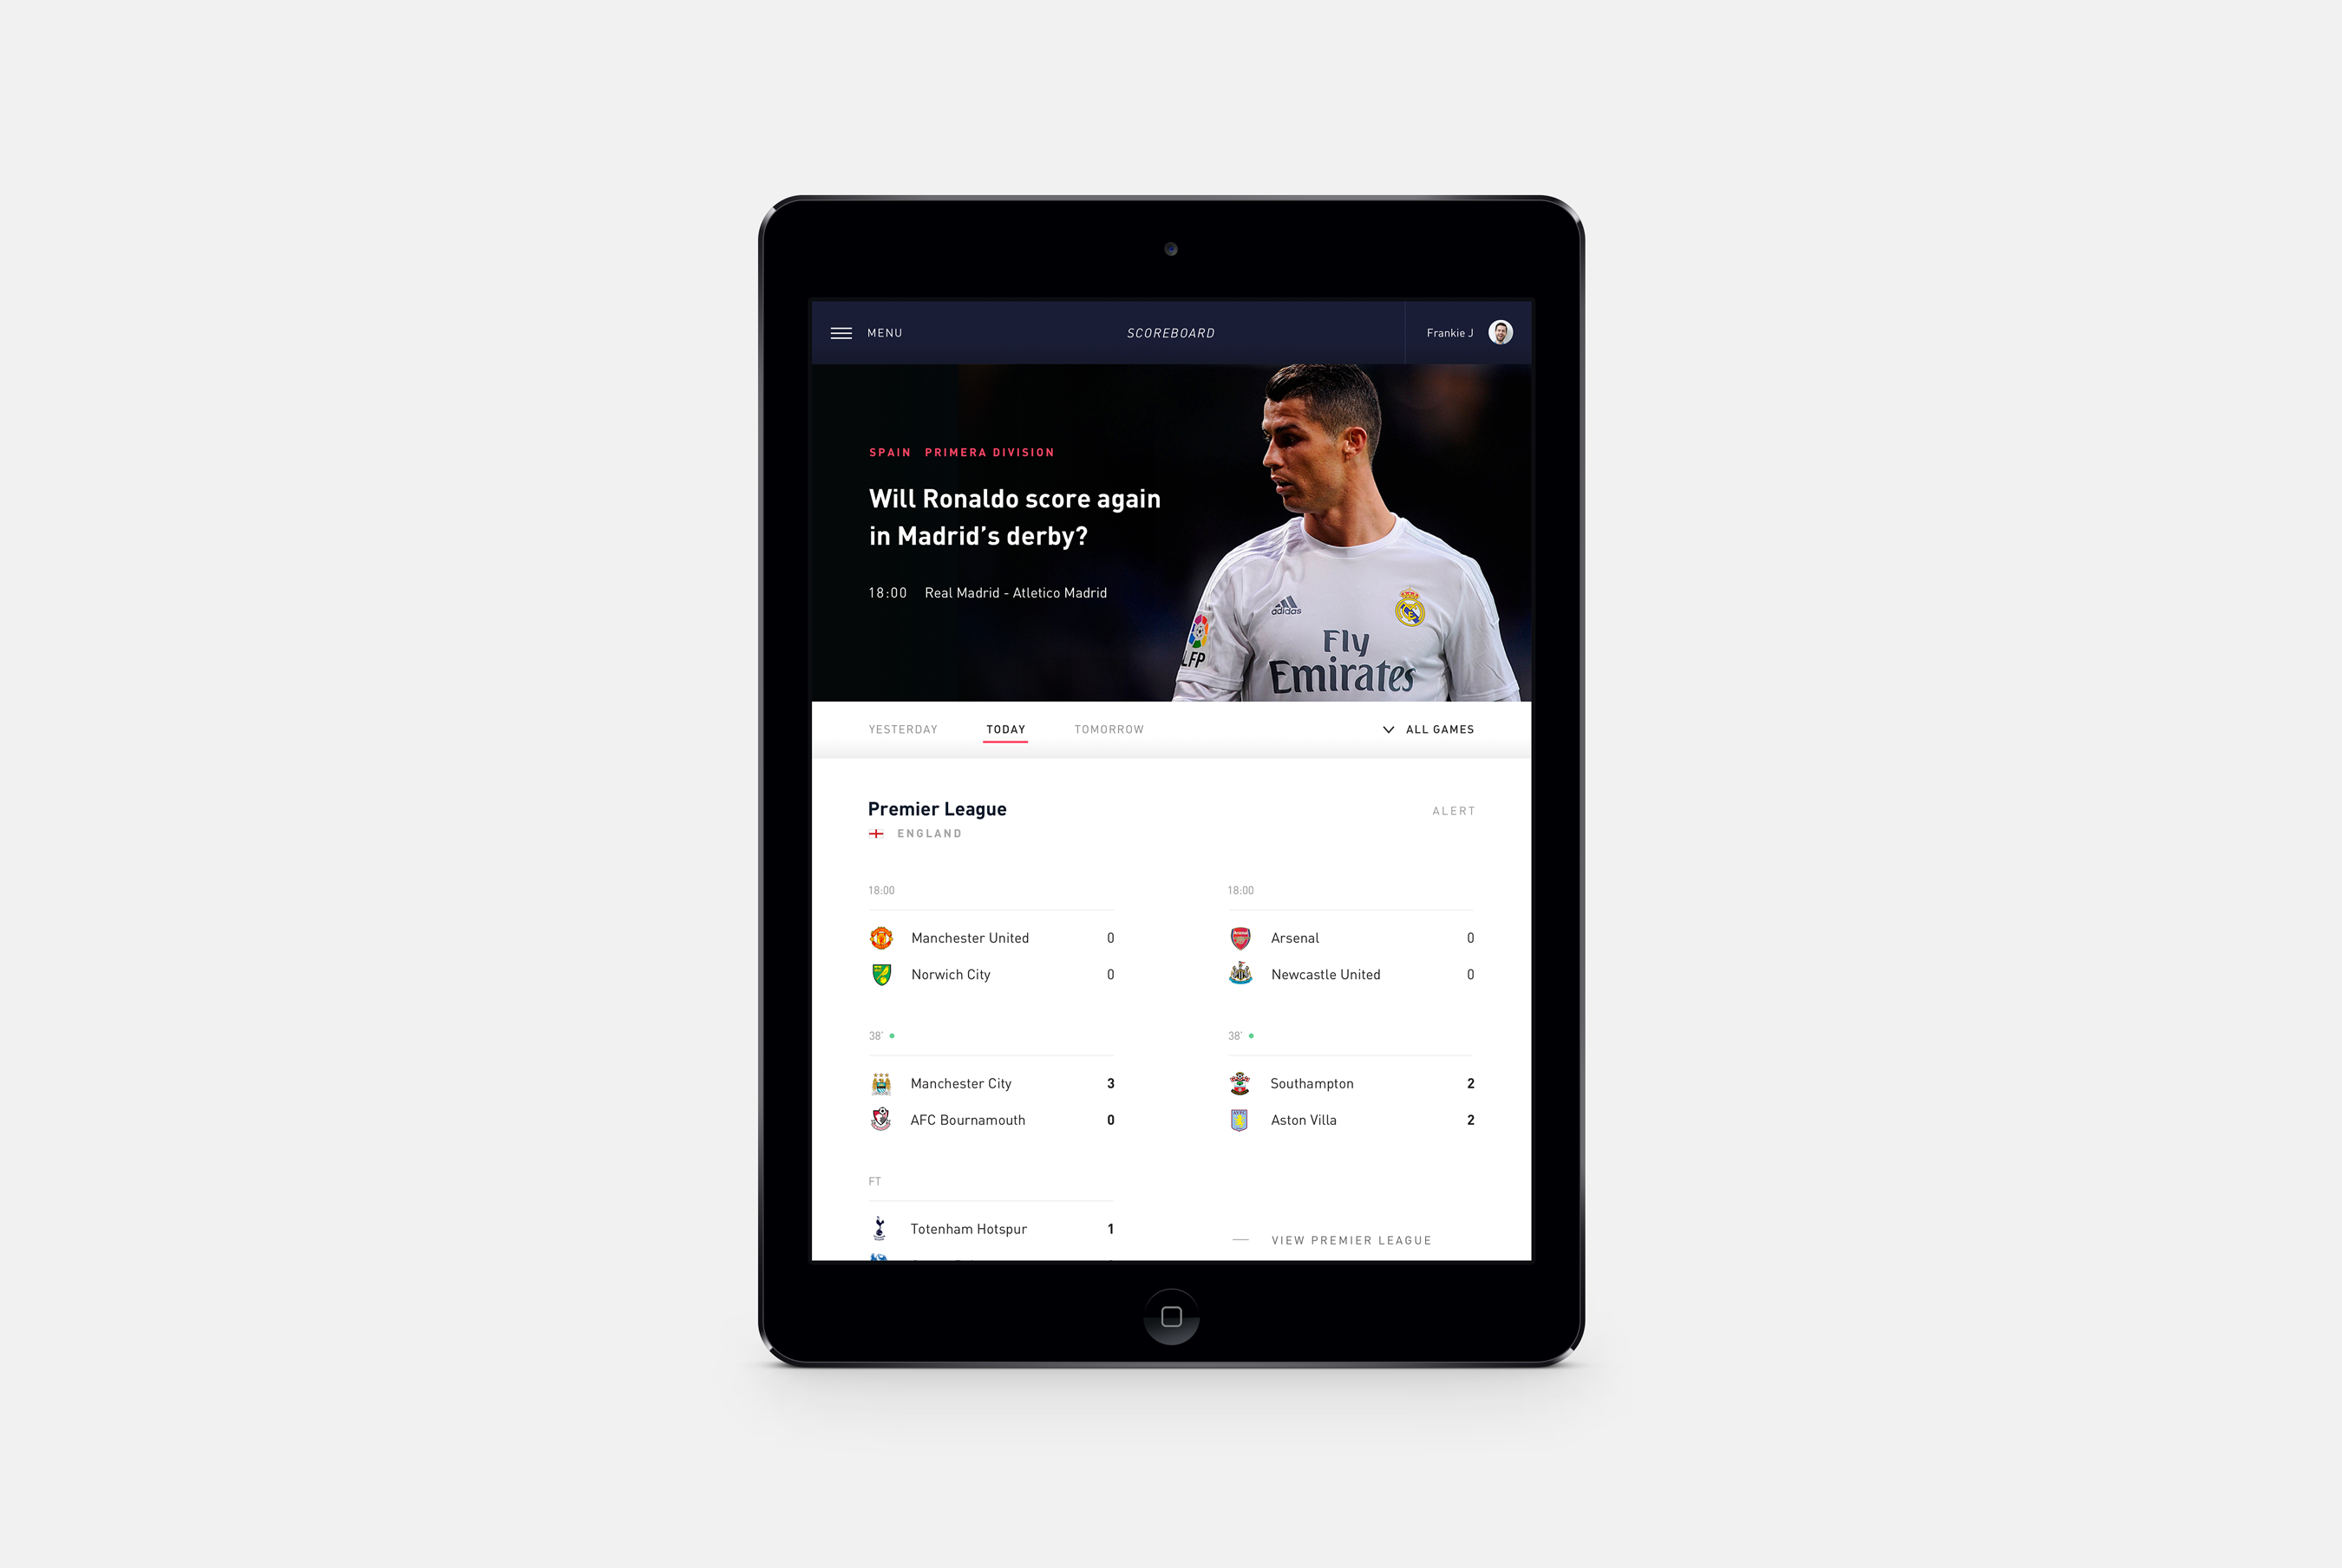 MENU
SCOREBOARD
Frankie J
SPAIN PRIMERA DIVISION
Will Ronaldo score again
in Madrid's derby?
18:00 Real Madrid - Atletico Madrid
adidas
LFP
Fly
Emirates
YESTERDAY TODAY TOMORROW ALL GAMES
Premier League
ALERT
ENGLAND
18:00
Manchester United 0
Norwich City 0
18:00
Arsenal 0
Newcastle United 0
38'
Manchester City 3
AFC Bournamouth 0
38'
Southampton 2
Aston Villa 2
FT
Totenham Hotspur 1
VIEW PREMIER LEAGUE